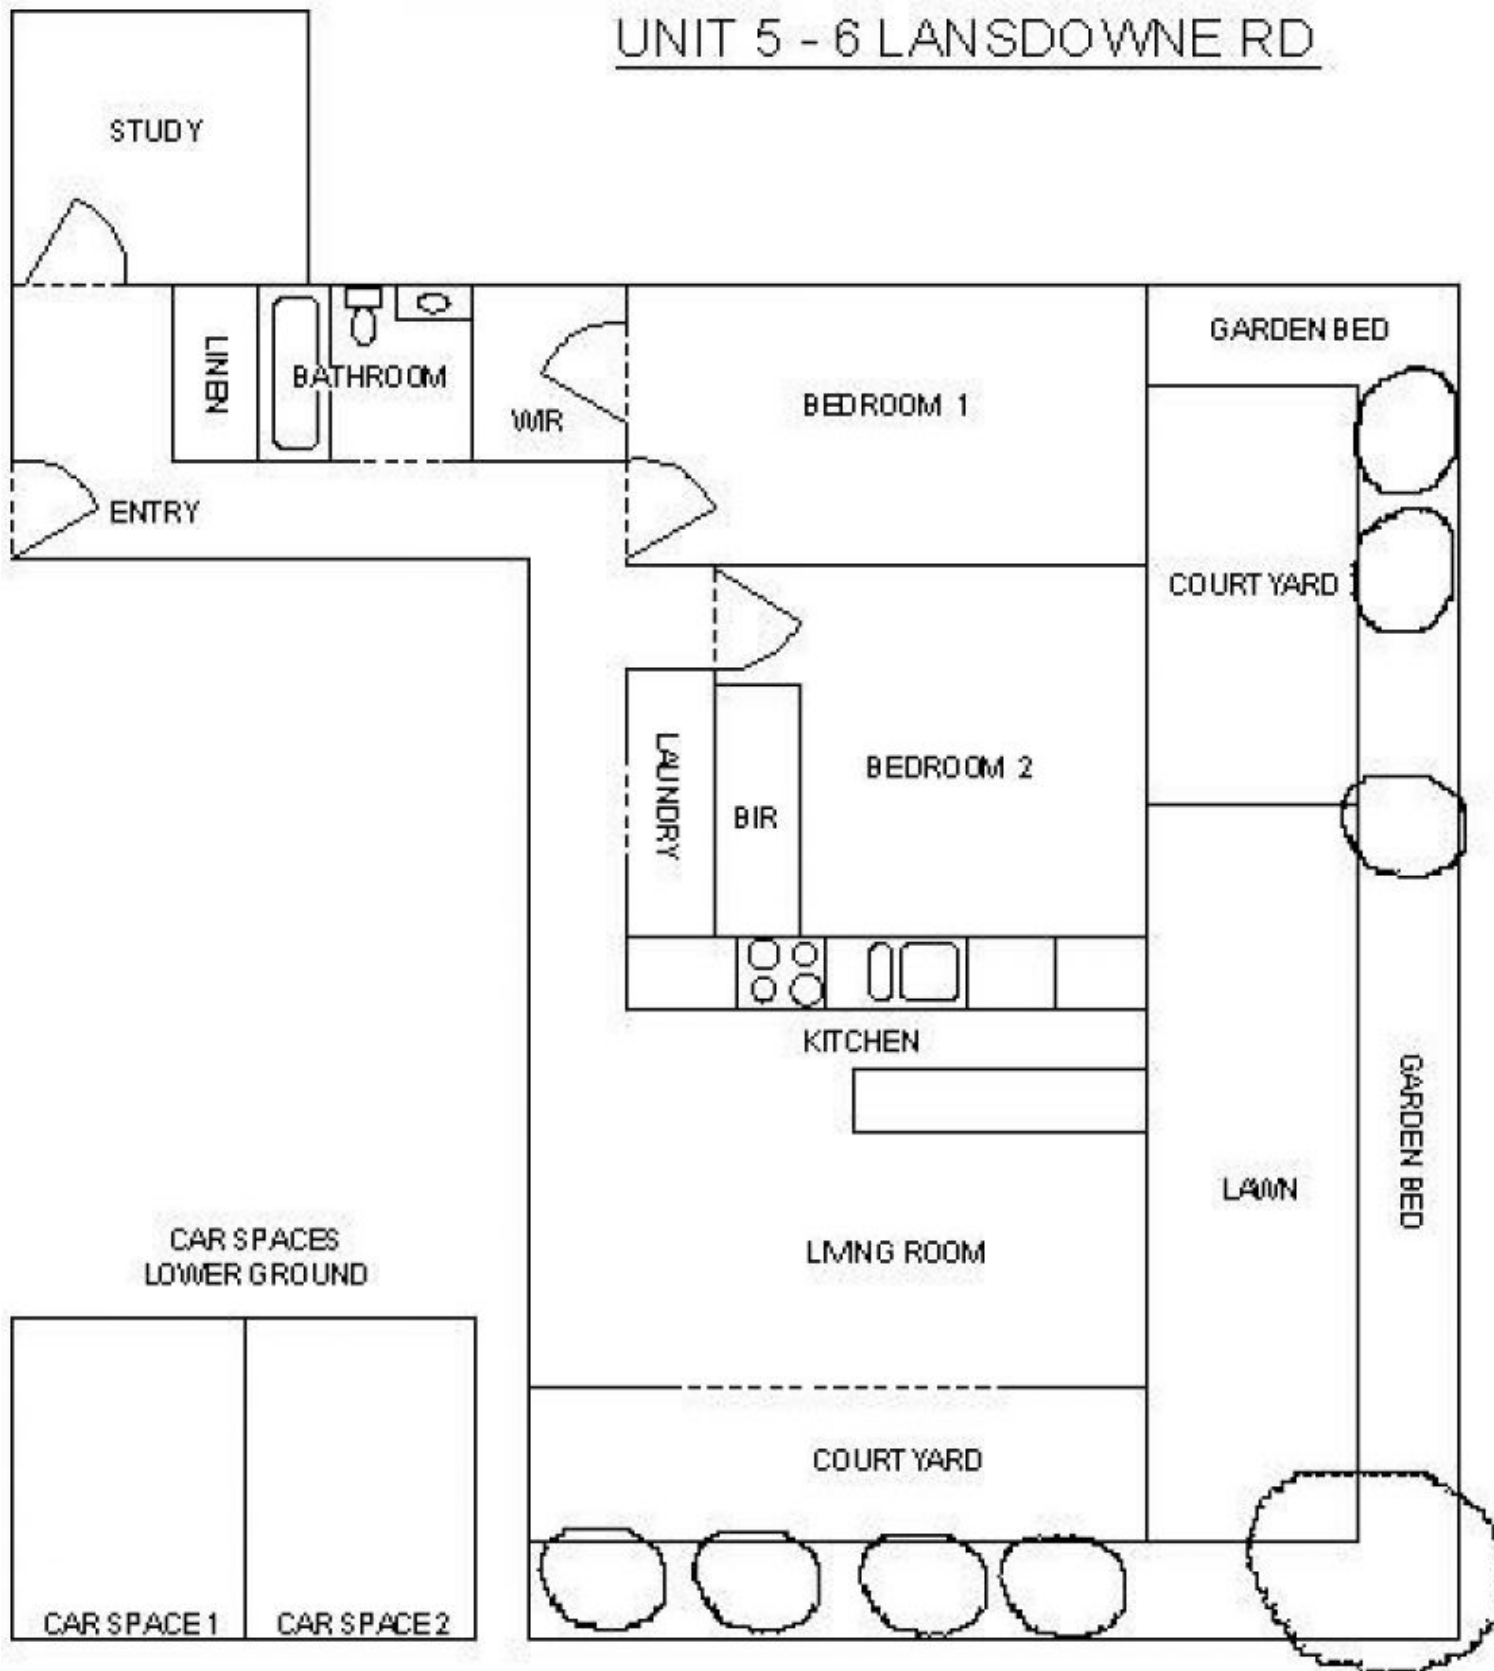 UNIT 5 - 6 LANSDOWNE RD
STUDY
GARDEN BED
LINEN
BATHROOM
WIR
BEDROOM 1
ENTRY
COURT YARD
LAUNDRY
BIR
BEDROOM 2
KITCHEN
GARDEN BED
LAWN
CAR SPACES
LOWER GROUND
LIVING ROOM
COURT YARD
CAR SPACE 1
CAR SPACE 2